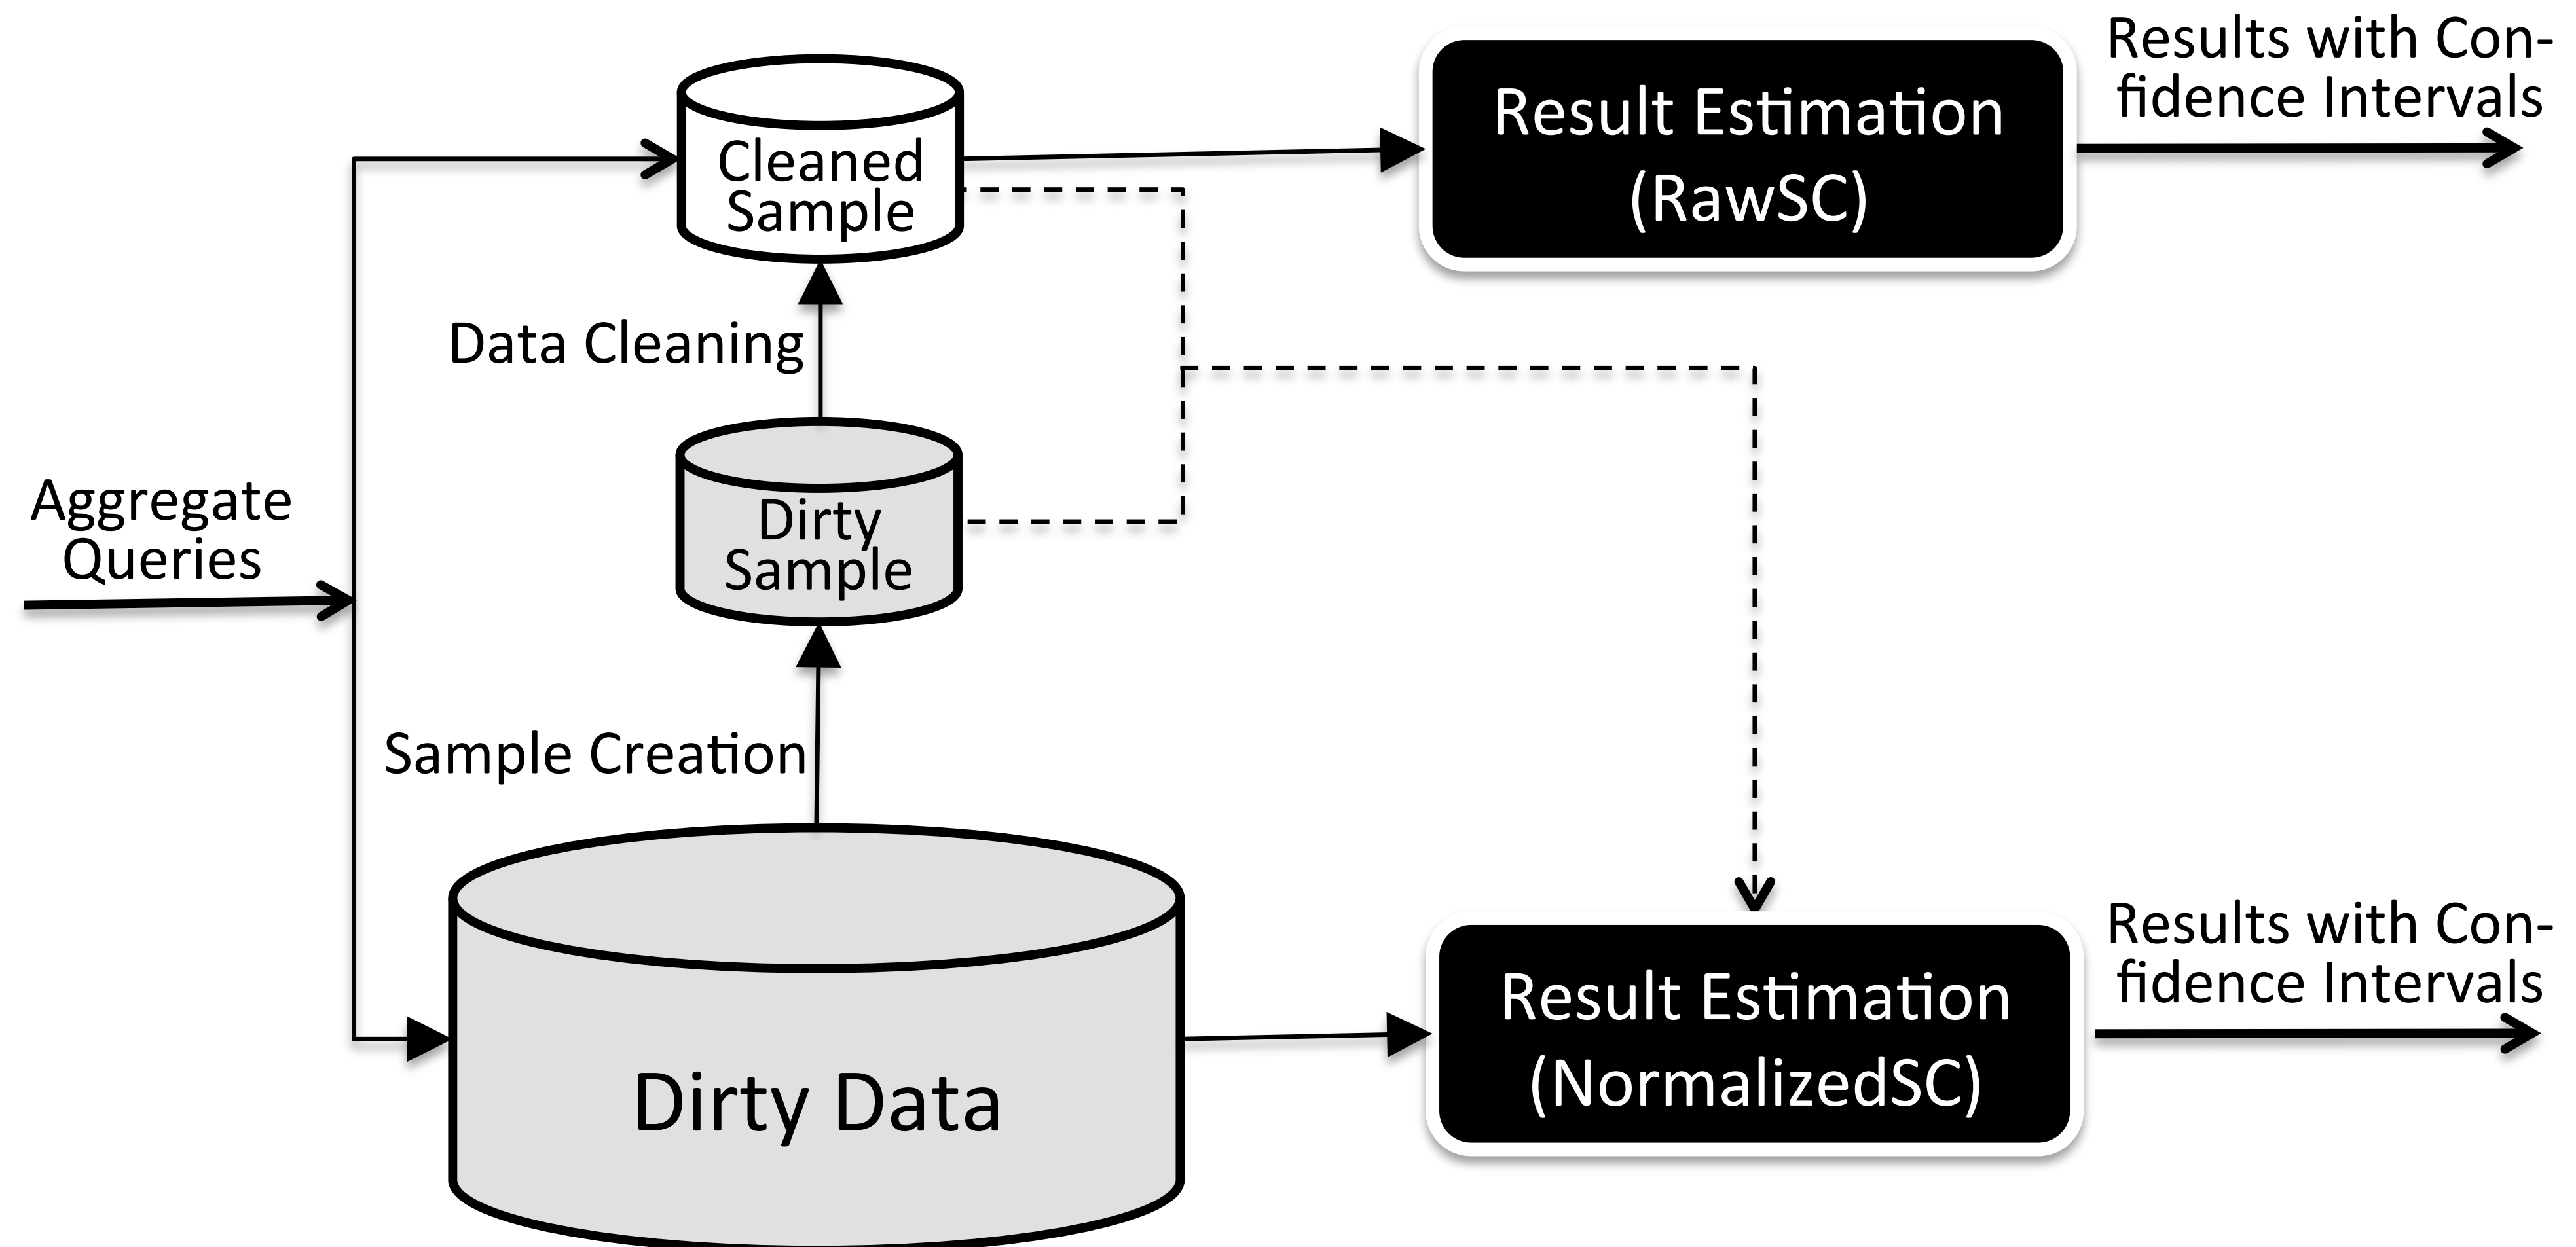 Results with Con-
fidence Intervals
Result Estimation
(RawSC)
Cleaned
Sample
Data Cleaning
Aggregate
Queries
Dirty
Sample
Sample Creation
Results with Con-
fidence Intervals
Result Estimation
(NormalizedSC)
Dirty Data